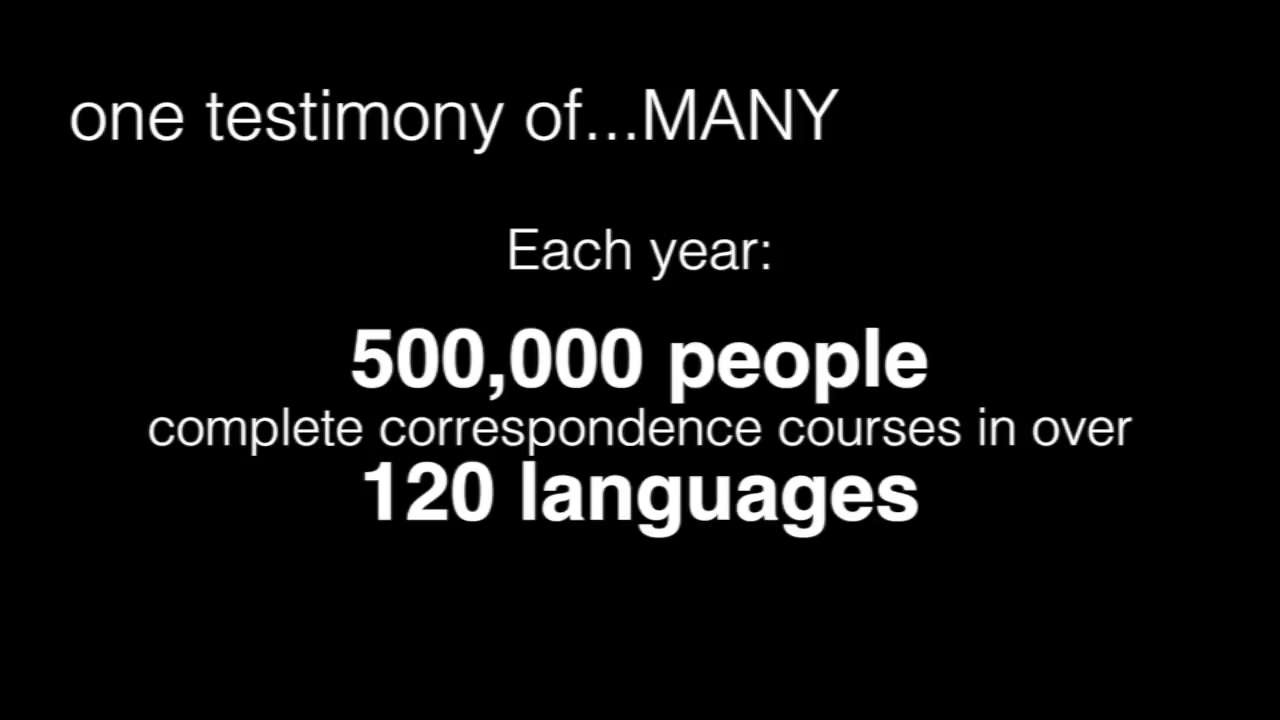 one testimony of...MANY
Each year:
500,000 people
complete correspondence courses in over
120 languages